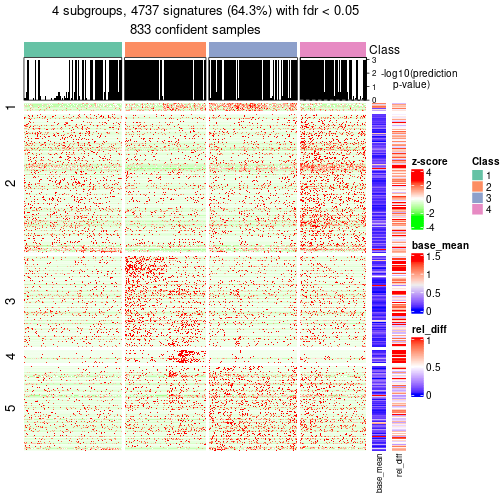 4 subgroups, 4737 signatures (64.3%) with fdr < 0.05
833 confident samples
Class
3
2
1
0
-log10(prediction
p-value)
1
2
3
4
5
z-score
4
2
0
-2
-4
Class
1
2
3
4
base_mean
1.5
1
0.5
0
rel_diff
1
0.5
0
base_mean
rel_diff